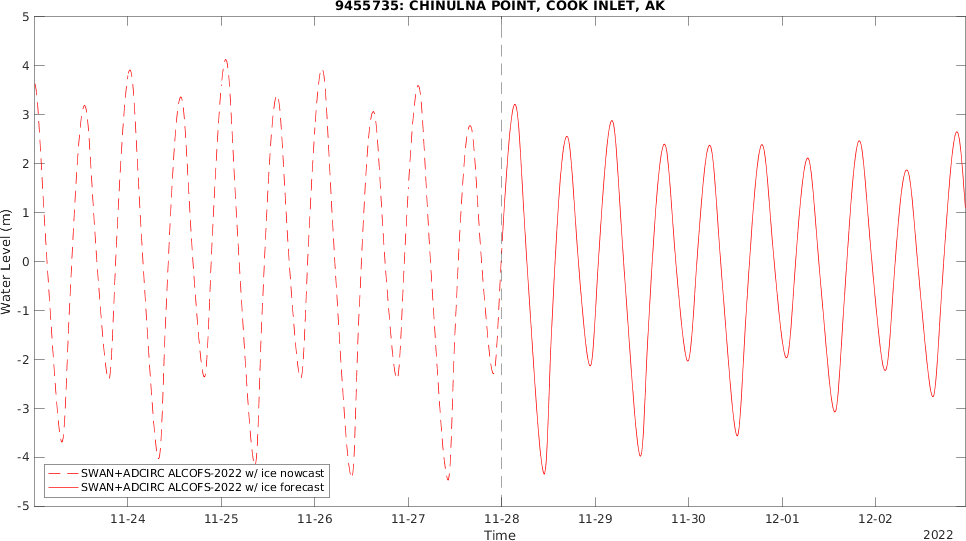 9455735: CHINULNA POINT, COOK INLET, AK
5
4
3
2
1
0
-1
-2
-3
-4
-5
Water Level (m)
SWAN+ADCIRC ALCOFS-2022 w/ ice nowcast
SWAN+ADCIRC ALCOFS-2022 w/ ice forecast
11-24 11-25 11-26 11-27 11-28 11-29 11-30 12-01 12-02
Time
2022